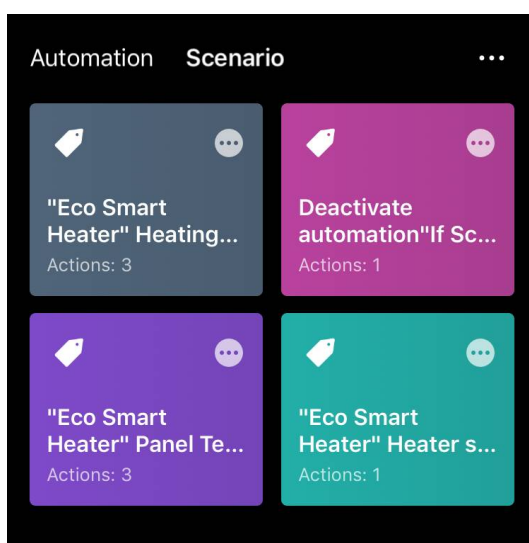 Automation Scenario
"Eco Smart
Heater" Heating...
Actions: 3
Deactivate
automation"If Sc...
Actions: 1
"Eco Smart
Heater" Panel Te...
Actions: 3
"Eco Smart
Heater" Heater s...
Actions: 1